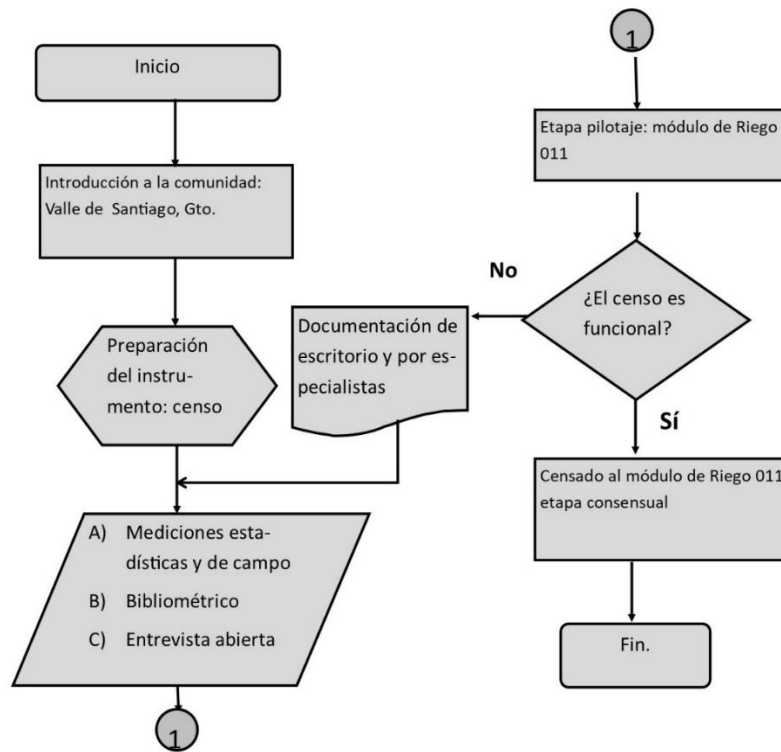 Inicio
Introducción a la comunidad:
Valle de Santiago, Gto.
Preparación
del instru-
mento: censo
A) Mediciones esta-
dísticas y de campo
B) Bibliométrico
C) Entrevista abierta
1
1
Etapa pilotaje: módulo de Riego
011
¿El censo es
funcional?
No
Documentación de
escritorio y por es-
pecialistas
Sí
Censado al módulo de Riego 011
etapa consensual
Fin.